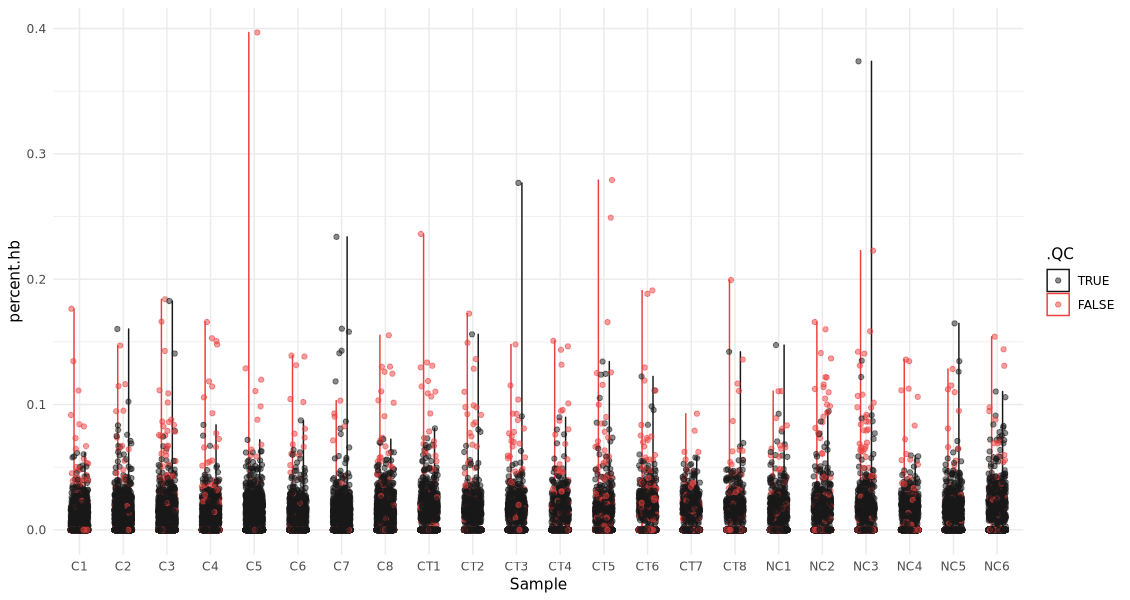 0.4
0.3
0.2
0.1
0.0
percent.hb
C1 C2 C3 C4 C5 C6 C7 C8 CT1 CT2 CT3 CT4 CT5 CT6 CT7 CT8 NC1 NC2 NC3 NC4 NC5 NC6
Sample
.QC
TRUE
FALSE